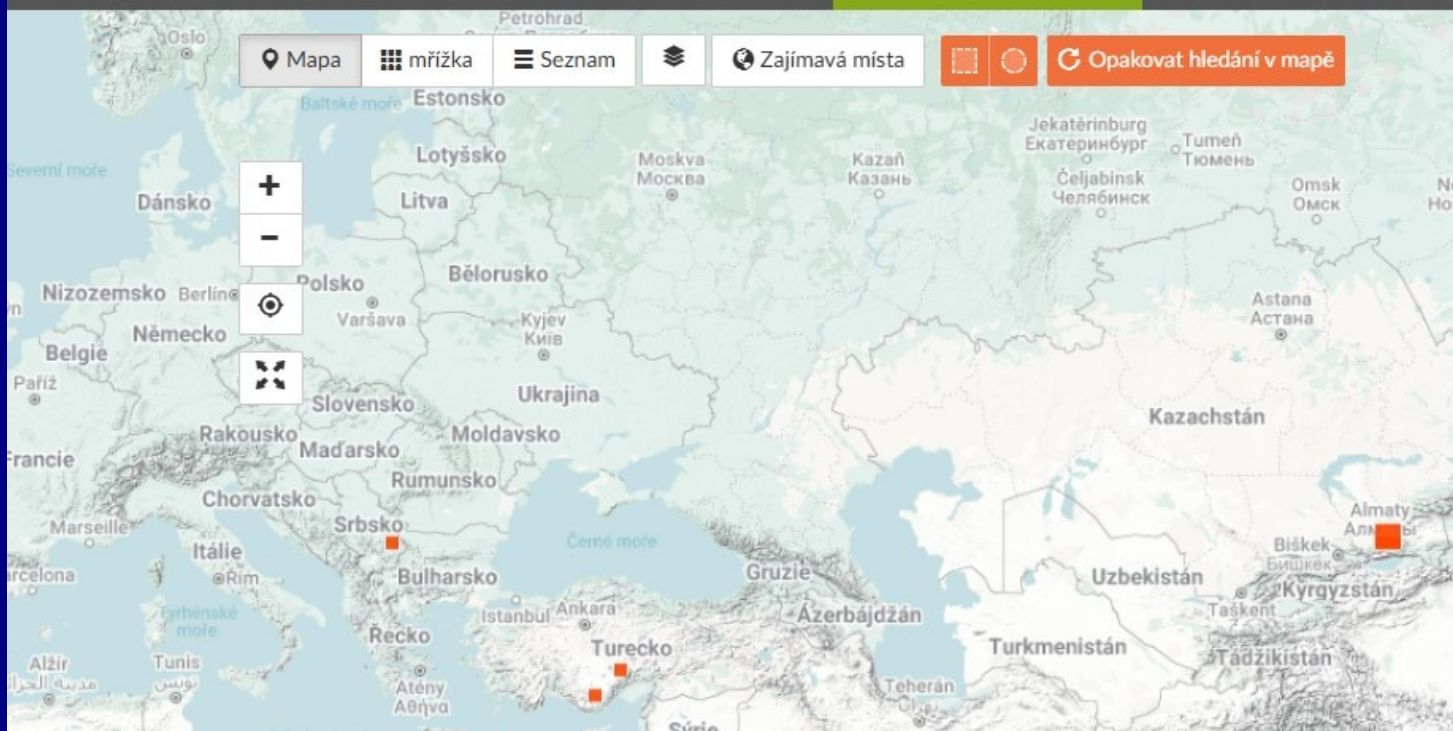 Petrohrad
Oslo
Mapa
mřížka
Seznam
Zajímavá místa
Opakovat hledání v mapě
Baltské moře
Estonsko
Jekatěrinburg
Екатеринбург
Tumeň
Тюмень
Severní moře
Lotyšsko
Moskva
Москва
Kazaň
Казань
Čeljabinsk
Челябинск
Omsk
Омск
Dánsko
+
Litva
−
Nizozemsko
Berlín
Polsko
Bělorusko
Varšava
Astana
Астана
Německo
Kyjev
Київ
Belgie
Paříž
Slovensko
Ukrajina
Kazachstán
Rakousko
Maďarsko
Moldavsko
Francie
Rumunsko
Chorvatsko
Marseille
Srbsko
Černé moře
Almaty
Itálie
Řím
Bulharsko
Gruzie
Uzbekistán
Biškek
Бишкек
Kyrgyzstán
Taškent
Tyrhénské
moře
Istanbul
Ankara
Ázerbájdžán
Řecko
Turecko
Turkmenistán
Tádžikistán
Alžír
Tunis
تونس
Atény
Αθήνα
Teherán
Sýrie